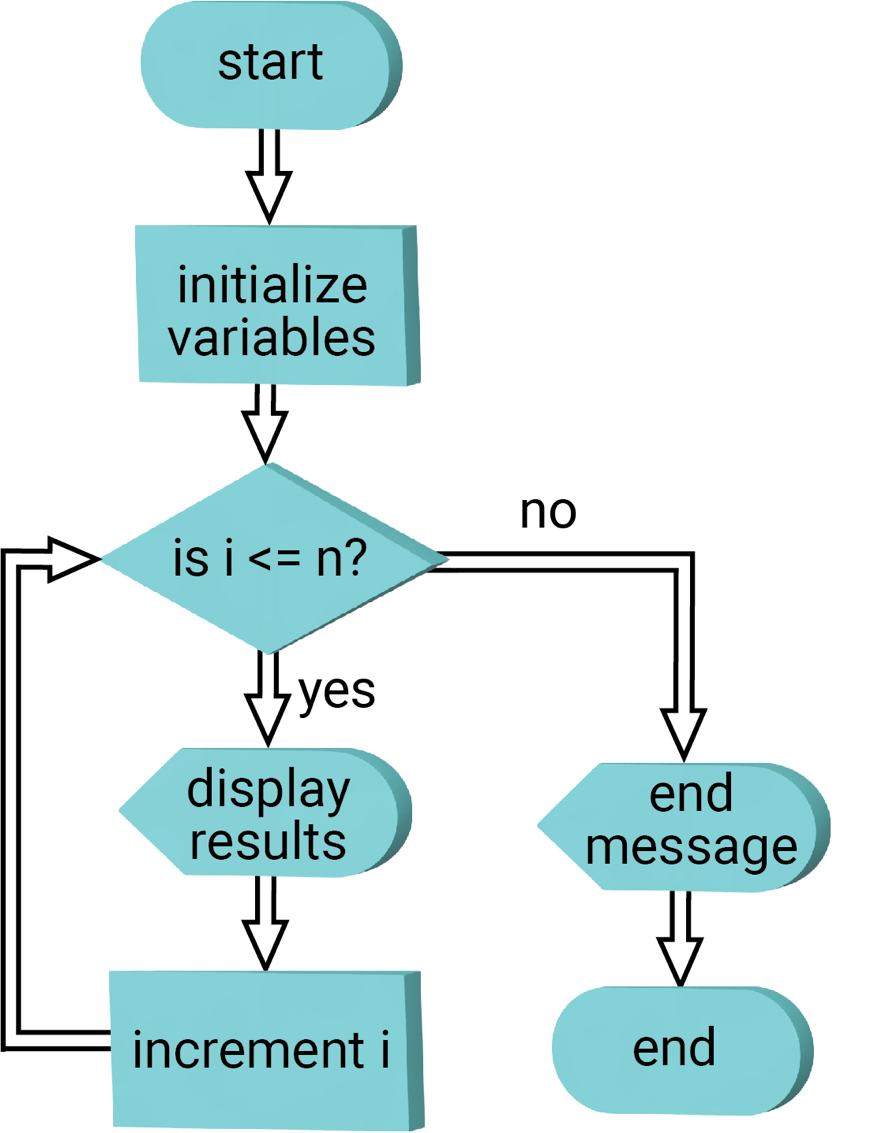 start
initialize
variables
is i <= n?
no
yes
display
results
end
message
increment i
end